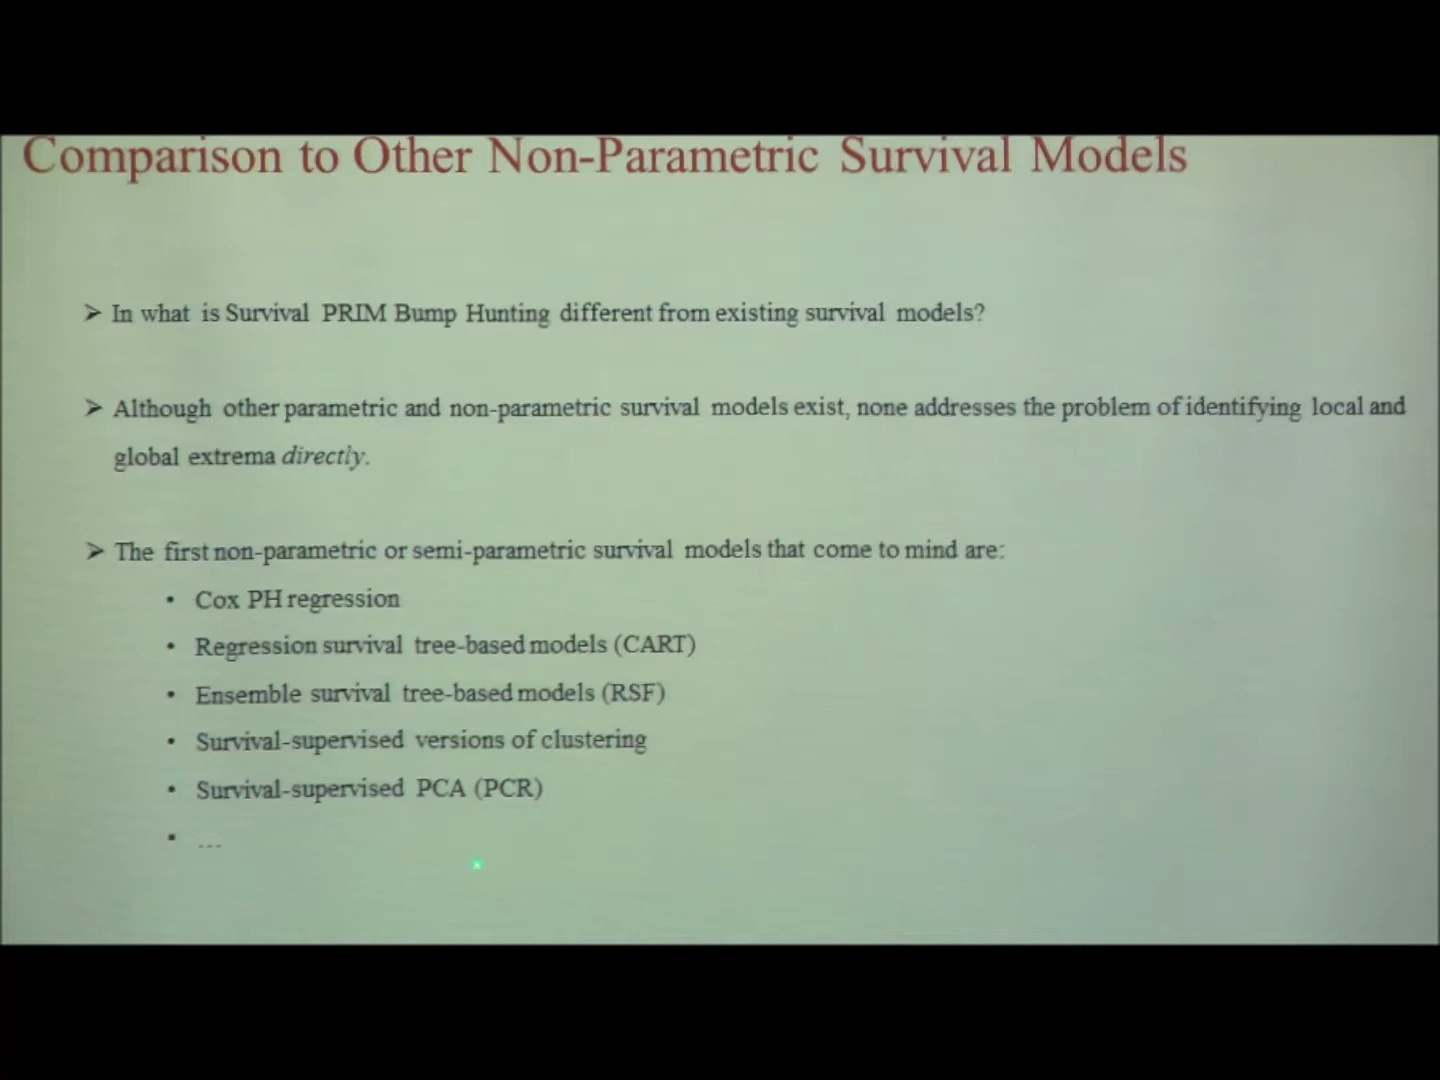 Comparison to Other Non-Parametric Survival Models
➢ In what is Survival PRIM Bump Hunting different from existing survival models?
➢ Although other parametric and non-parametric survival models exist, none addresses the problem of identifying local and
global extrema directly.
➢ The first non-parametric or semi-parametric survival models that come to mind are:
• Cox PH regression
• Regression survival tree-based models (CART)
• Ensemble survival tree-based models (RSF)
• Survival-supervised versions of clustering
• Survival-supervised PCA (PCR)
• ...